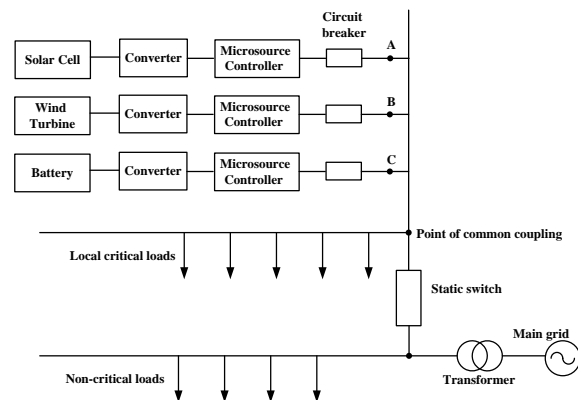 Circuit
breaker
Solar Cell
Converter
Microsource
Controller
A
Wind
Turbine
Converter
Microsource
Controller
B
Battery
Converter
Microsource
Controller
C
Point of common coupling
Local critical loads
Static switch
Main grid
Non-critical loads
Transformer